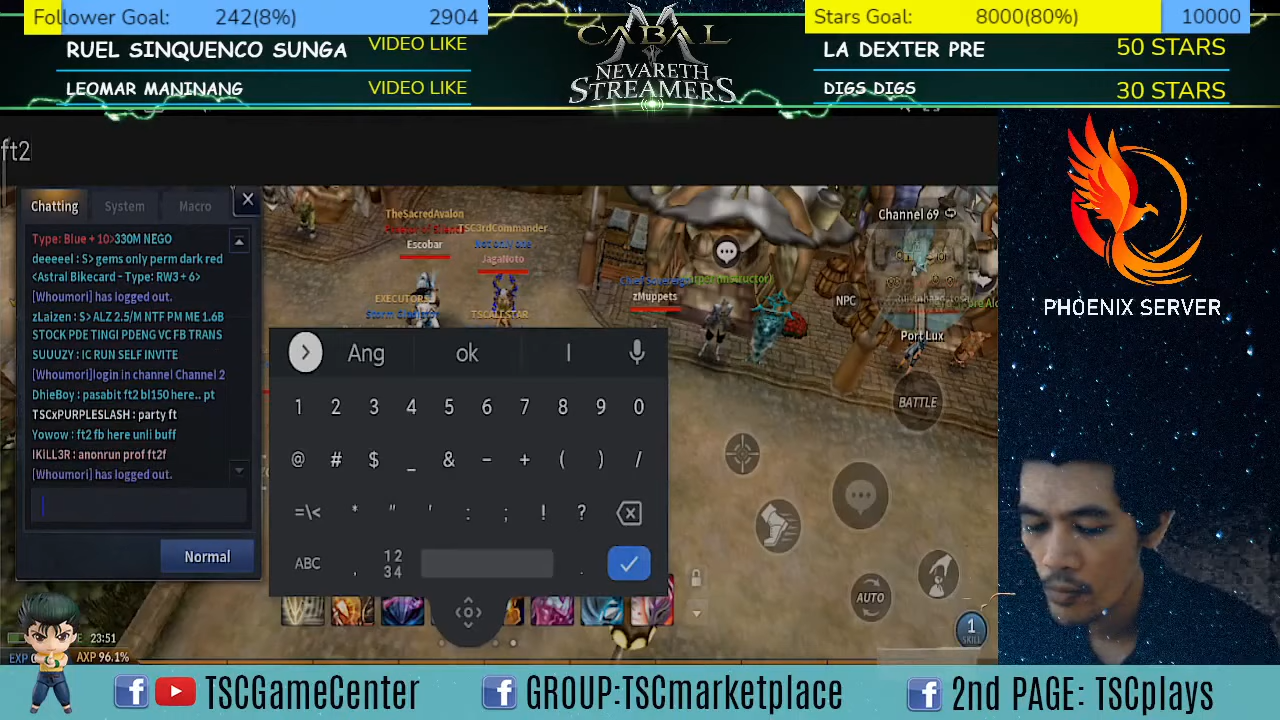 Follower Goal: 242(8%) 2904
Stars Goal: 8000(80%) 10000
RUEL SINQUENCO SUNGA VIDEO LIKE
LEOMAR MANINANG VIDEO LIKE
CABAL M
NEVARETH
STREAMERS
LA DEXTER PRE 50 STARS
DIGS DIGS 30 STARS
ft2
Chatting System Macro
Type: Blue + 10>330M NEGO
deeeeel : S> gems only perm dark red
<Astral Bikecard - Type: RW3 + 6>
[Whoumori] has logged out.
zLaizen : S> ALZ 2.5/M NTF PM ME 1.6B
STOCK PDE TINGI PDENG VC FB TRANS
SUUUZY : IC RUN SELF INVITE
[Whoumori]login in channel Channel 2
DhleBoy : pasabit ft2 bl150 here.. pt
TSCxPURPLESLASH : party ft
Yowow : ft2 fb here unli buff
IKiLL3R : anonrun prof ft2f
[Whoumori] has logged out.
Normal
TheSacredAvalon
Escobar
TSC3rdCommander
Not only one
JagaNoto
EXECUTORS
TSCALLSTAR
zMuppets
NPC
Channel 69
Port Lux
Ang ok I
1 2 3 4 5 6 7 8 9 0
@ # $ _ & - + ( ) /
=\< * " ' : ; ! ?
ABC , 12 34 .
BATTLE
AUTO
1
SKILL
23:51
EXP
AXP 96.1%
PHOENIX SERVER
TSCGameCenter
GROUP:TSCmarketplace
2nd PAGE: TSCplays